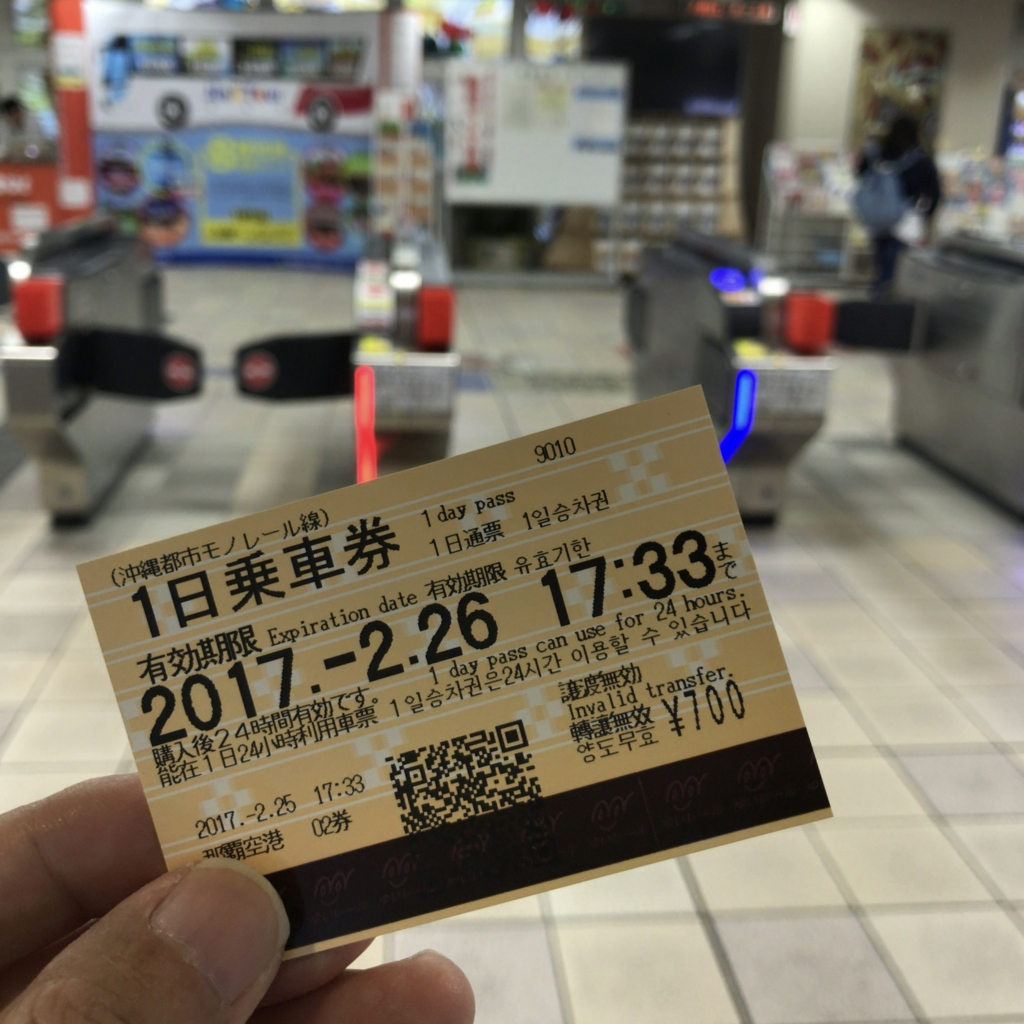 9010
(沖縄都市モノレール線)
1日乗車券 1 day pass
1日通票 1일승차권
有効期限 Expiration date 有効期限 유효기한
2017.-2.26 17:33まで
購入後24時間有効です。 1 day pass can use for 24 hours.
能在1日24小時利用車票 1일승차권은24시간 이용할 수 있습니다
譲渡無効
Invalid transfer.
轉讓無效 ¥700
양도무효
2017.-2.25 17:33
那覇空港 02券